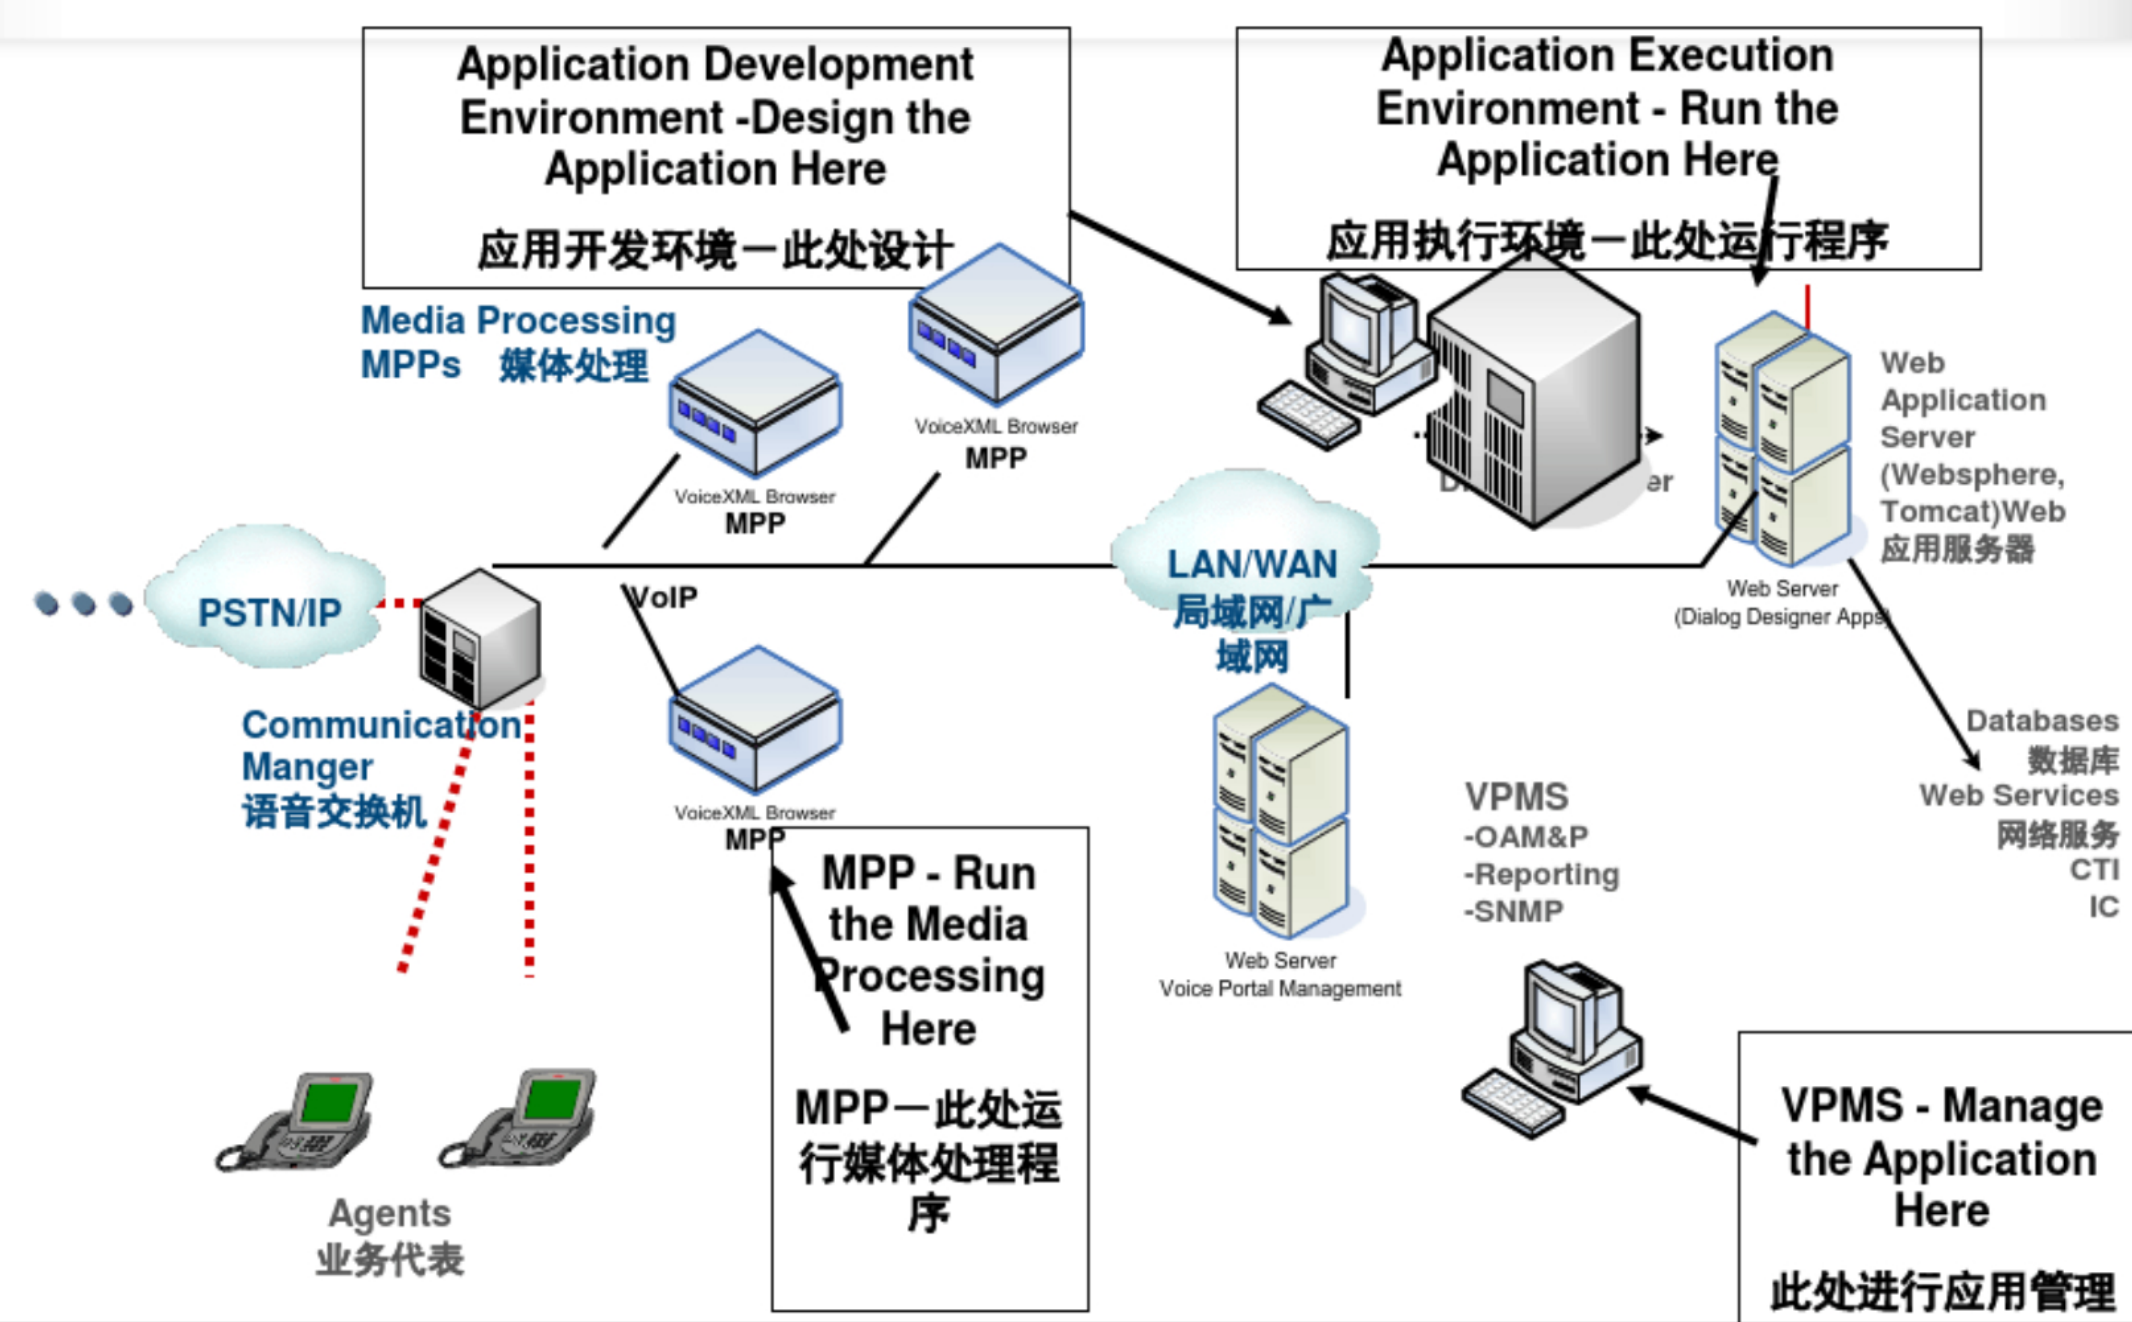 Application Development
Environment -Design the
Application Here
应用开发环境－此处设计
Application Execution
Environment - Run the
Application Here
应用执行环境－此处运行程序
Media Processing
MPPs 媒体处理
VoiceXML Browser
MPP
VoiceXML Browser
MPP
Web
Application
Server
(Websphere,
Tomcat)Web
应用服务器
Web Server
(Dialog Designer Apps)
LAN/WAN
局域网/广
域网
PSTN/IP
VoIP
Communication
Manger
语音交换机
VoiceXML Browser
MPP
MPP - Run
the Media
Processing
Here
MPP－此处运
行媒体处理程
序
Databases
数据库
Web Services
网络服务
CTI
IC
VPMS
-OAM&P
-Reporting
-SNMP
Web Server
Voice Portal Management
Agents
业务代表
VPMS - Manage
the Application
Here
此处进行应用管理